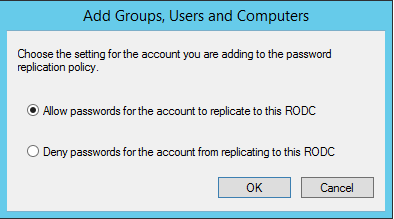 Add Groups, Users and Computers
Choose the setting for the account you are adding to the password
replication policy.
Allow passwords for the account to replicate to this RODC
Deny passwords for the account from replicating to this RODC
OK
Cancel